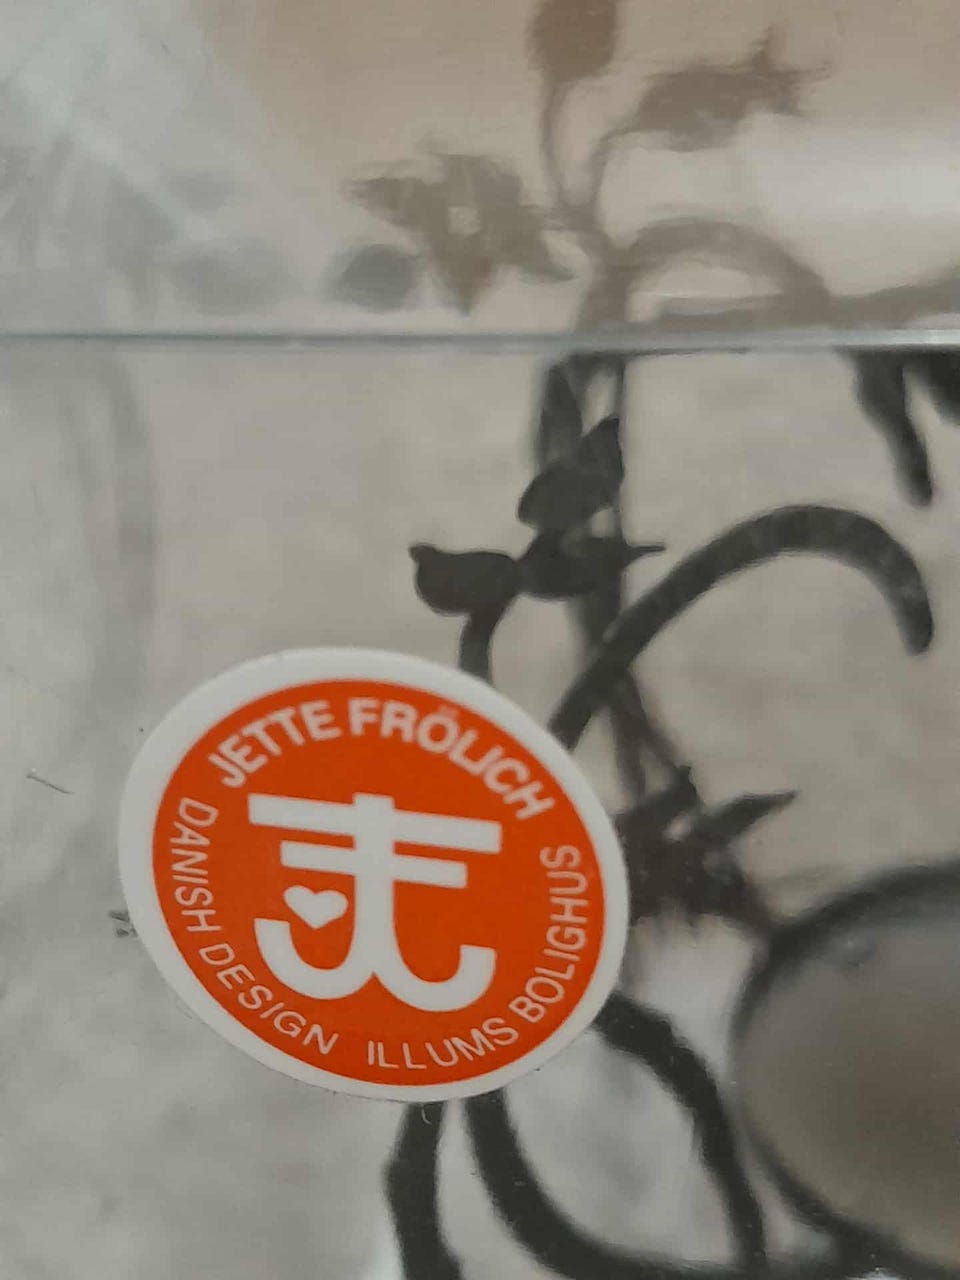 JETTE FRÖLICH
DANISH DESIGN
ILLUMS BOLIGHUS